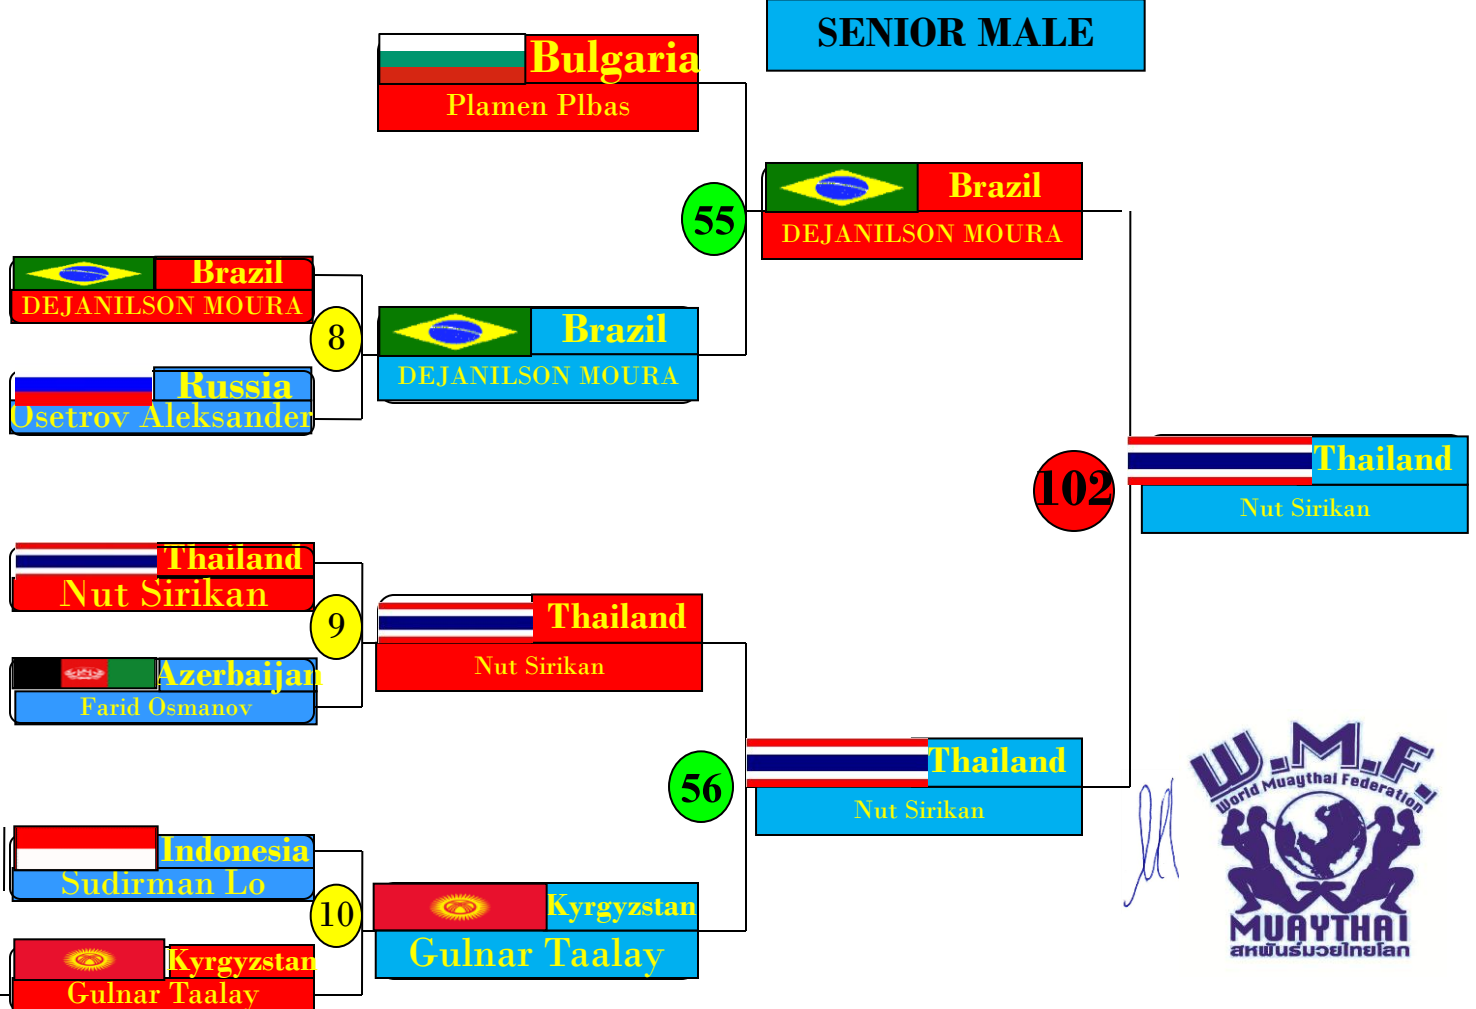 SENIOR MALE
Bulgaria
Plamen Plbas
55
Brazil
DEJANILSON MOURA
Brazil
DEJANILSON MOURA
8
Brazil
DEJANILSON MOURA
Russia
Osetrov Aleksander
102
Thailand
Nut Sirikan
Thailand
Nut Sirikan
9
Thailand
Nut Sirikan
Azerbaijan
Farid Osmanov
56
Thailand
Nut Sirikan
Indonesia
Sudirman Lo
10
Kyrgyzstan
Gulnar Taalay
Kyrgyzstan
Gulnar Taalay
W.M.F.
World Muaythai Federation
MUAYTHAI
สหพันธ์มวยไทยโลก